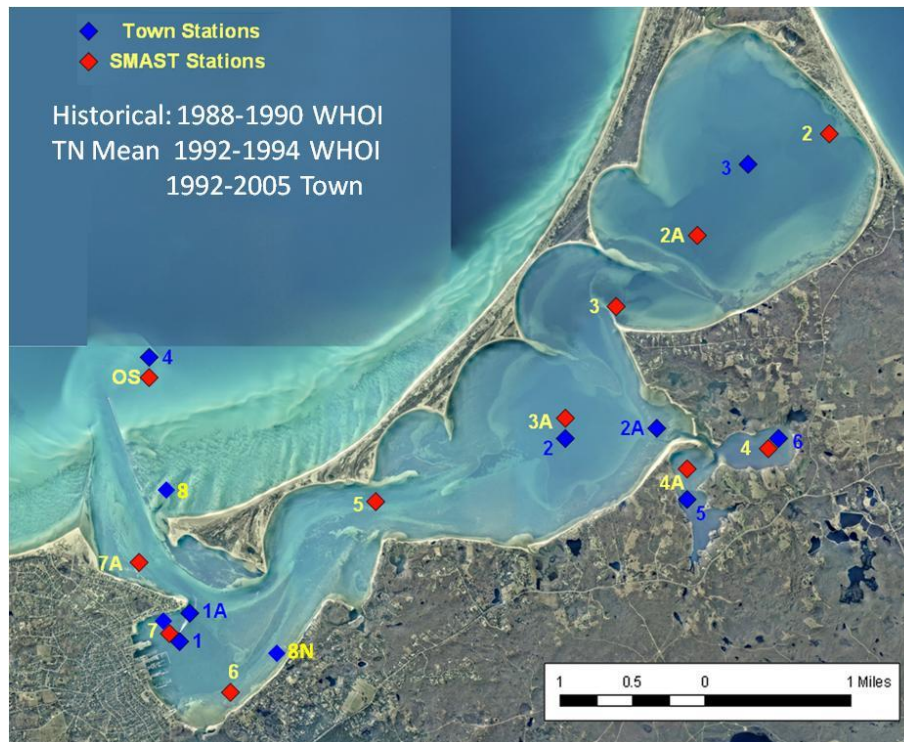 Town Stations
SMAST Stations
Historical: 1988-1990 WHOI
TN Mean 1992-1994 WHOI
1992-2005 Town
2
3
2A
3
4
OS
3A
2
2A
6
4
4A
5
8
5
7A
1A
7
1
8N
6
1 0.5 0 1 Miles